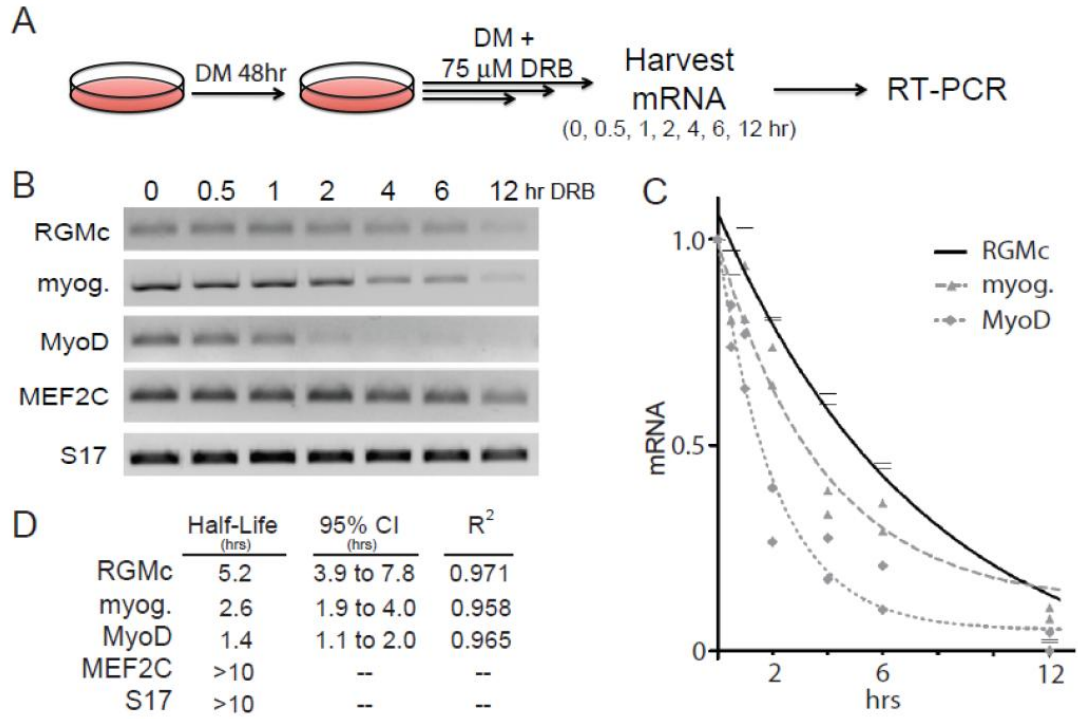 A
DM 48hr
DM +
75 μM DRB
Harvest
mRNA
(0, 0.5, 1, 2, 4, 6, 12 hr)
RT-PCR
B
0 0.5 1 2 4 6 12 hr DRB
RGMc
myog.
MyoD
MEF2C
S17
C
1.0
0.5
0
mRNA
2 6 12
hrs
RGMc
myog.
MyoD
D
Half-Life 95% CI R²
(hrs) (hrs)
RGMc 5.2 3.9 to 7.8 0.971
myog. 2.6 1.9 to 4.0 0.958
MyoD 1.4 1.1 to 2.0 0.965
MEF2C >10 -- --
S17 >10 -- --